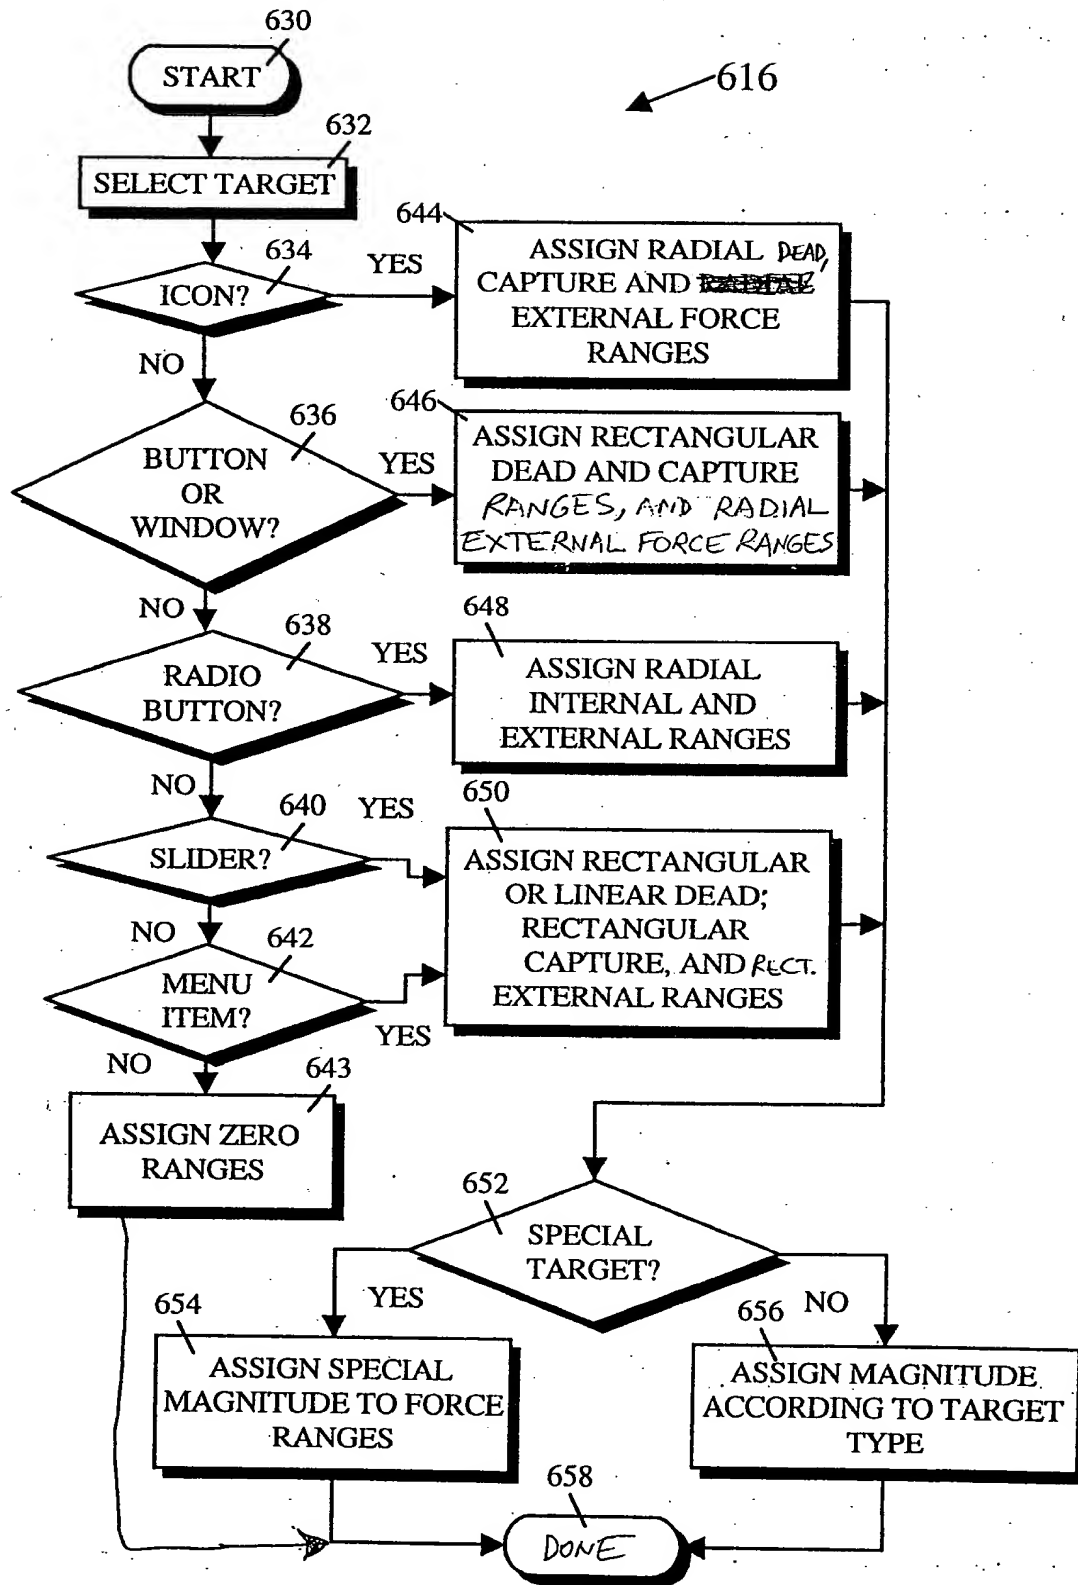 630
START
616
632
SELECT TARGET
634
ICON?
YES
644
ASSIGN RADIAL DEAD,
CAPTURE AND
EXTERNAL FORCE
RANGES
NO
636
BUTTON
OR
WINDOW?
YES
646
ASSIGN RECTANGULAR
DEAD AND CAPTURE
RANGES, AND RADIAL
EXTERNAL FORCE RANGES
NO
638
RADIO
BUTTON?
YES
648
ASSIGN RADIAL
INTERNAL AND
EXTERNAL RANGES
NO
640
SLIDER?
YES
650
ASSIGN RECTANGULAR
OR LINEAR DEAD;
RECTANGULAR
CAPTURE, AND RECT.
EXTERNAL RANGES
NO
642
MENU
ITEM?
YES
NO
643
ASSIGN ZERO
RANGES
652
SPECIAL
TARGET?
YES
NO
654
ASSIGN SPECIAL
MAGNITUDE TO FORCE
RANGES
656
ASSIGN MAGNITUDE
ACCORDING TO TARGET
TYPE
658
DONE